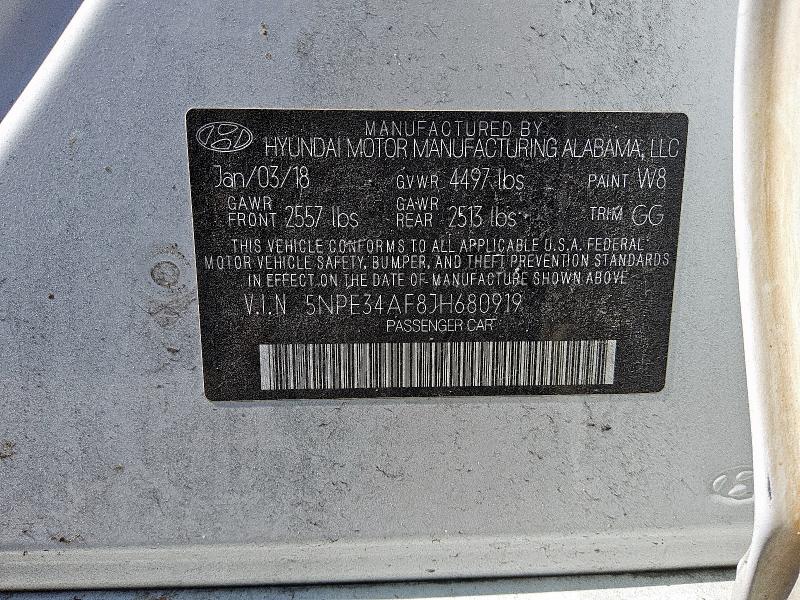 MANUFACTURED BY
HYUNDAI MOTOR MANUFACTURING ALABAMA, LLC
Jan/03/18 GVWR 4497 lbs PAINT W8
GAWR FRONT 2557 lbs GAWR REAR 2513 lbs TRIM GG
THIS VEHICLE CONFORMS TO ALL APPLICABLE U.S.A. FEDERAL
MOTOR VEHICLE SAFETY, BUMPER, AND THEFT PREVENTION STANDARDS
IN EFFECT ON THE DATE OF MANUFACTURE SHOWN ABOVE
V.I.N 5NPE34AF8JH680919
PASSENGER CAR